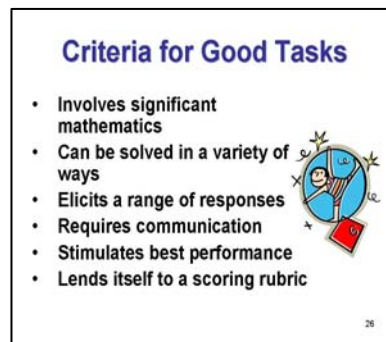 Criteria for Good Tasks
• Involves significant
mathematics
• Can be solved in a variety of
ways
• Elicits a range of responses
• Requires communication
• Stimulates best performance
• Lends itself to a scoring rubric
26